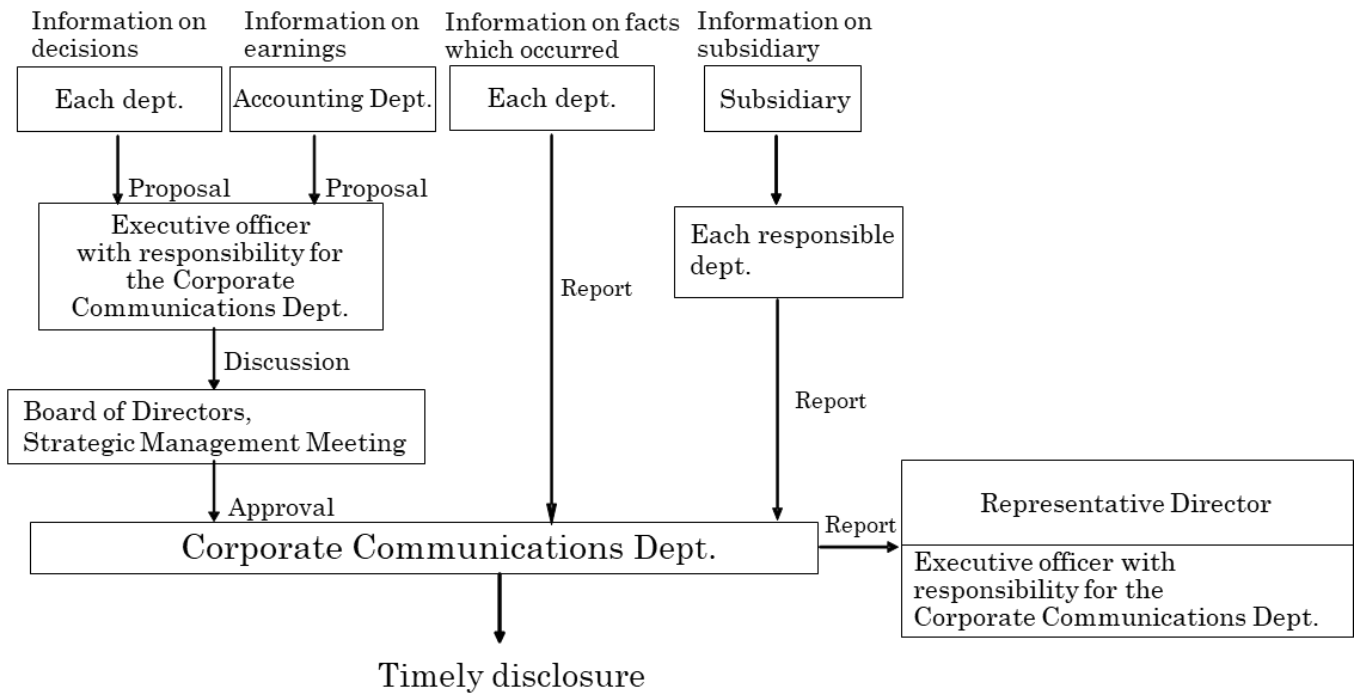 Information on
decisions
Information on
earnings
Information on facts
which occurred
Information on
subsidiary
Each dept.
Accounting Dept.
Each dept.
Subsidiary
Proposal
Proposal
Executive officer
with responsibility for
the Corporate
Communications Dept.
Each responsible
dept.
Report
Discussion
Board of Directors,
Strategic Management Meeting
Report
Approval
Corporate Communications Dept.
Report
Representative Director
Executive officer with
responsibility for the
Corporate Communications Dept.
Timely disclosure